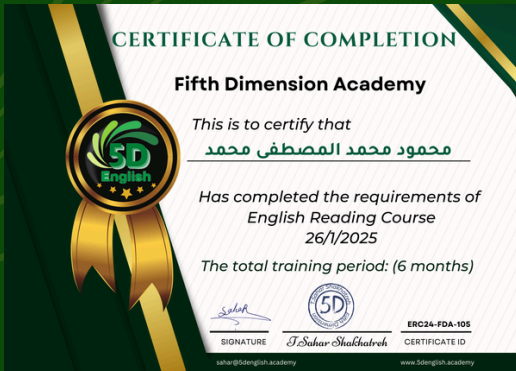 CERTIFICATE OF COMPLETION
Fifth Dimension Academy
This is to certify that
محمود محمد المصطفى محمد
5D
English
Has completed the requirements of
English Reading Course
26/1/2025
The total training period: (6 months)
Sahar
5D
ERC24-FDA-105
SIGNATURE
T.Sahar Shakhatreh
CERTIFICATE ID
sahar@5denglish.academy
www.5denglish.academy